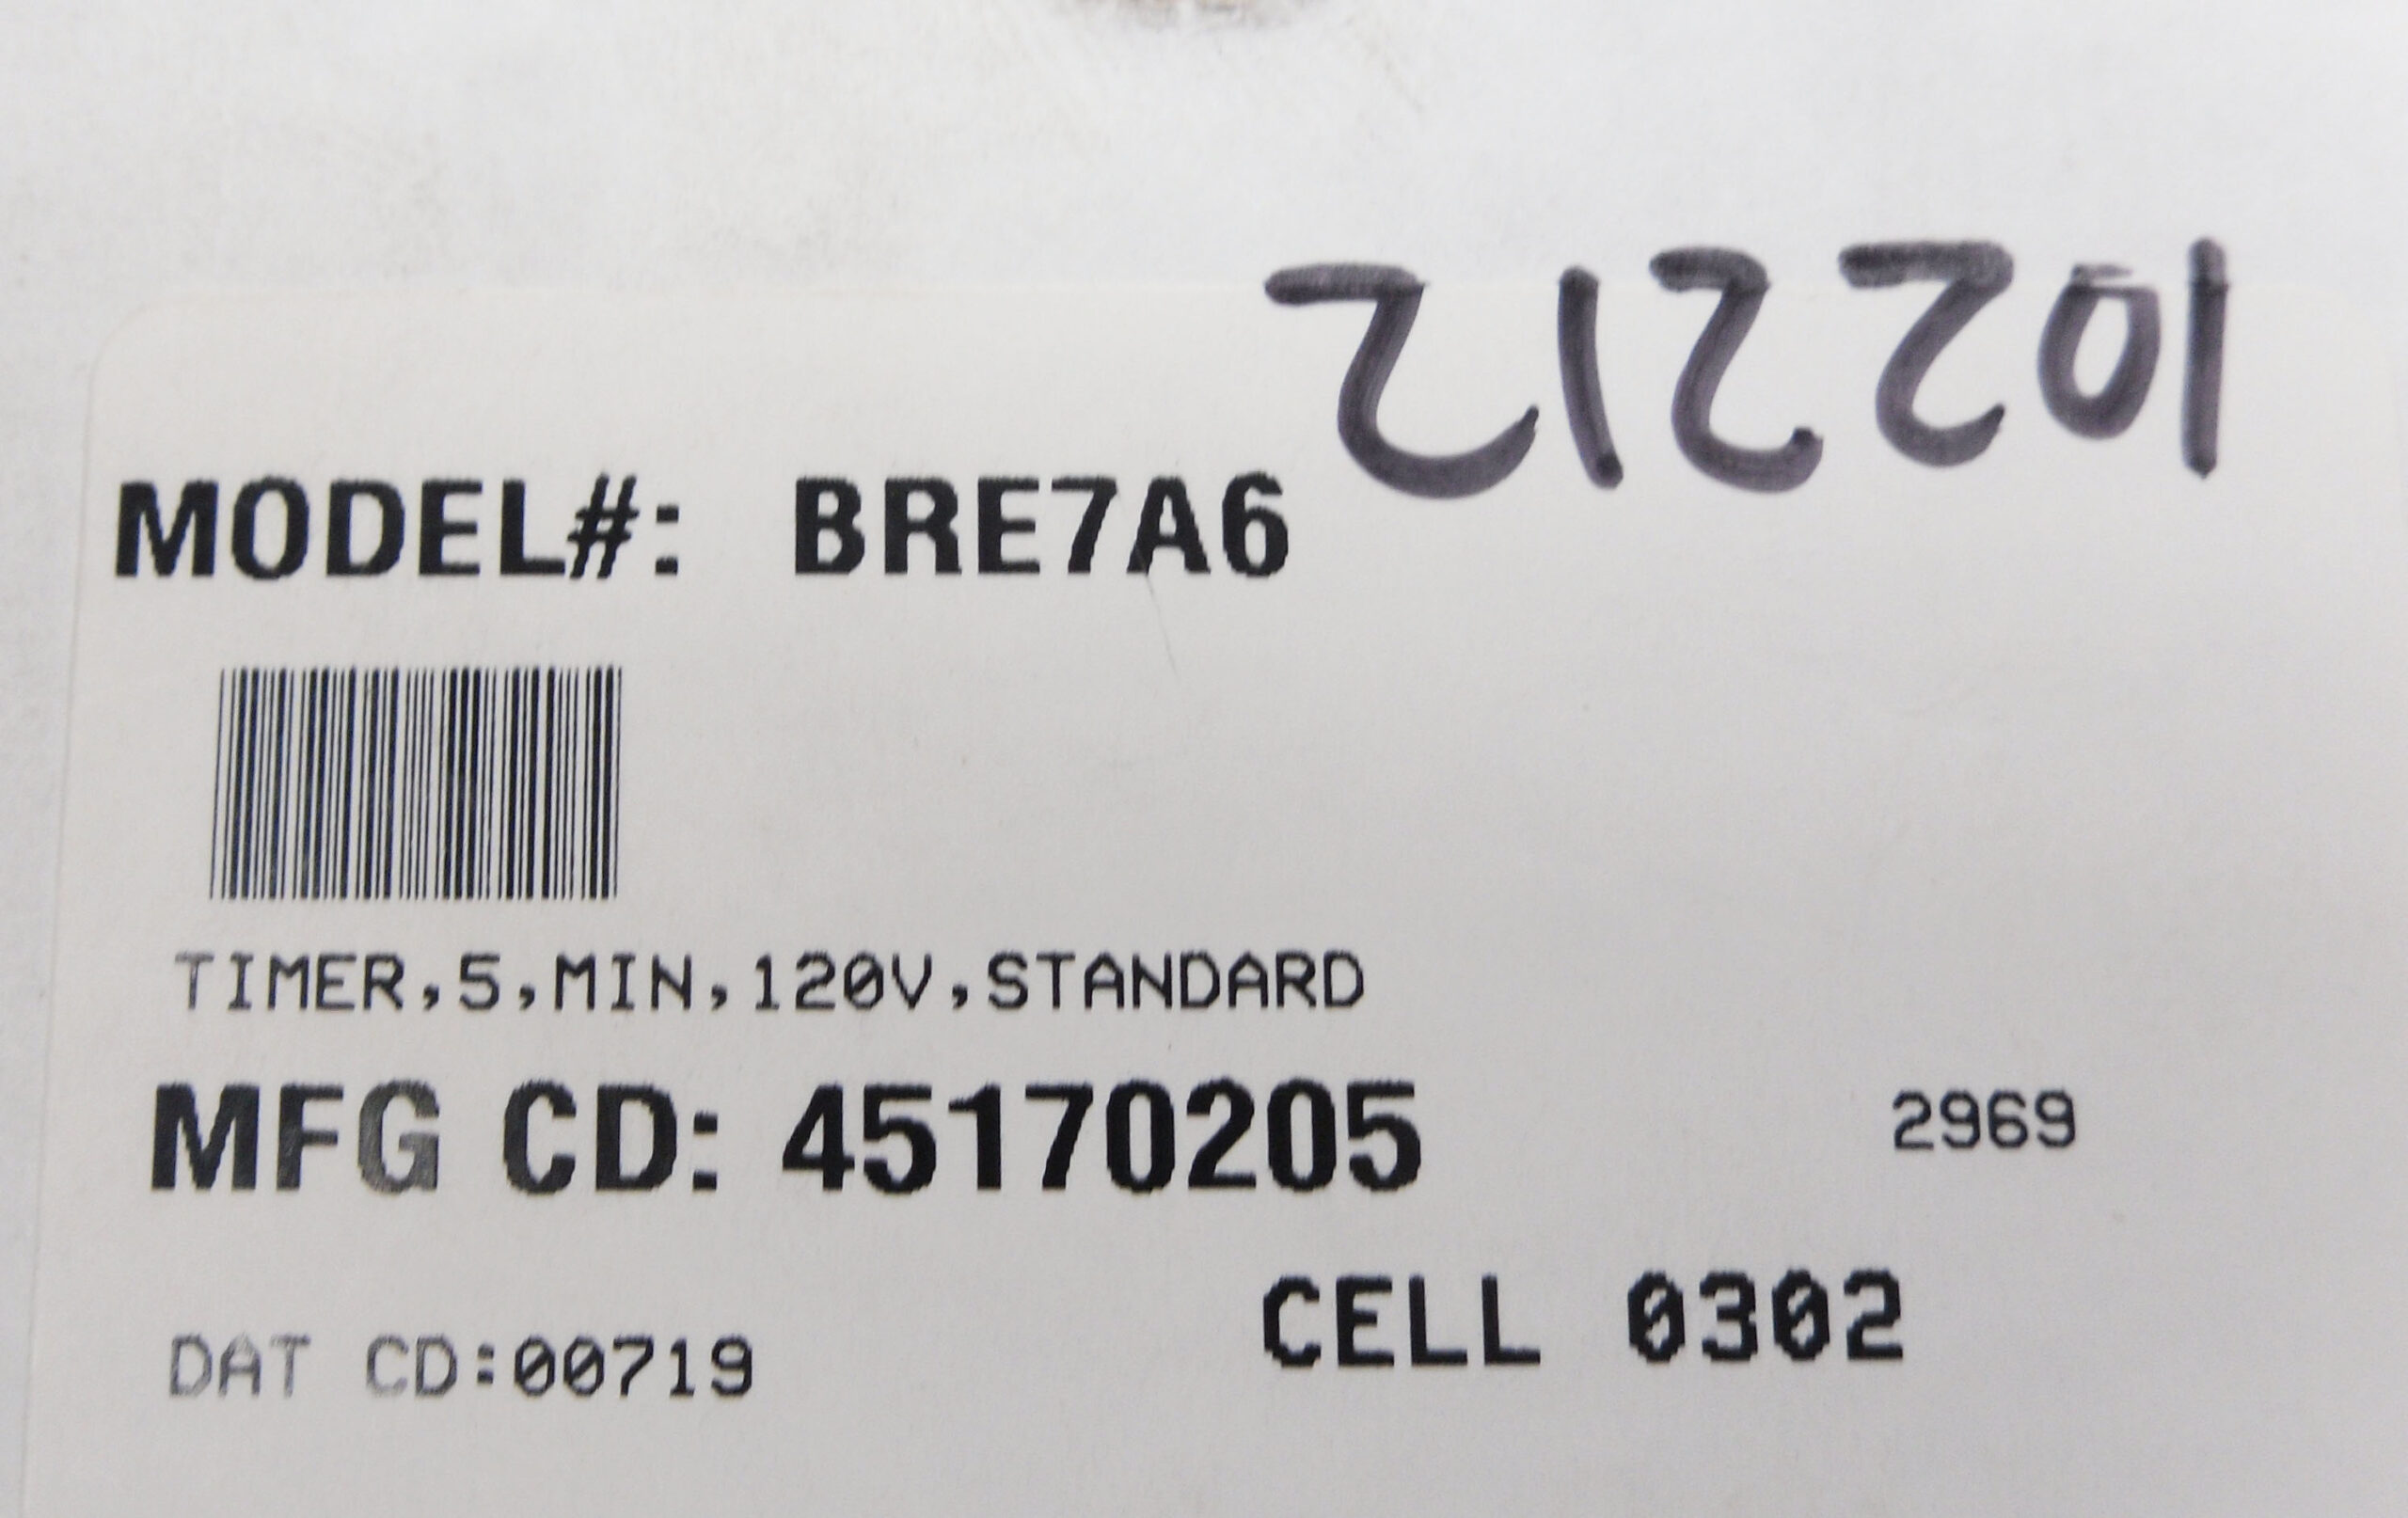 102212
MODEL#: BRE7A6
TIMER,5,MIN,120V,STANDARD
MFG CD: 45170205 2969
CELL 0302
DAT CD:00719